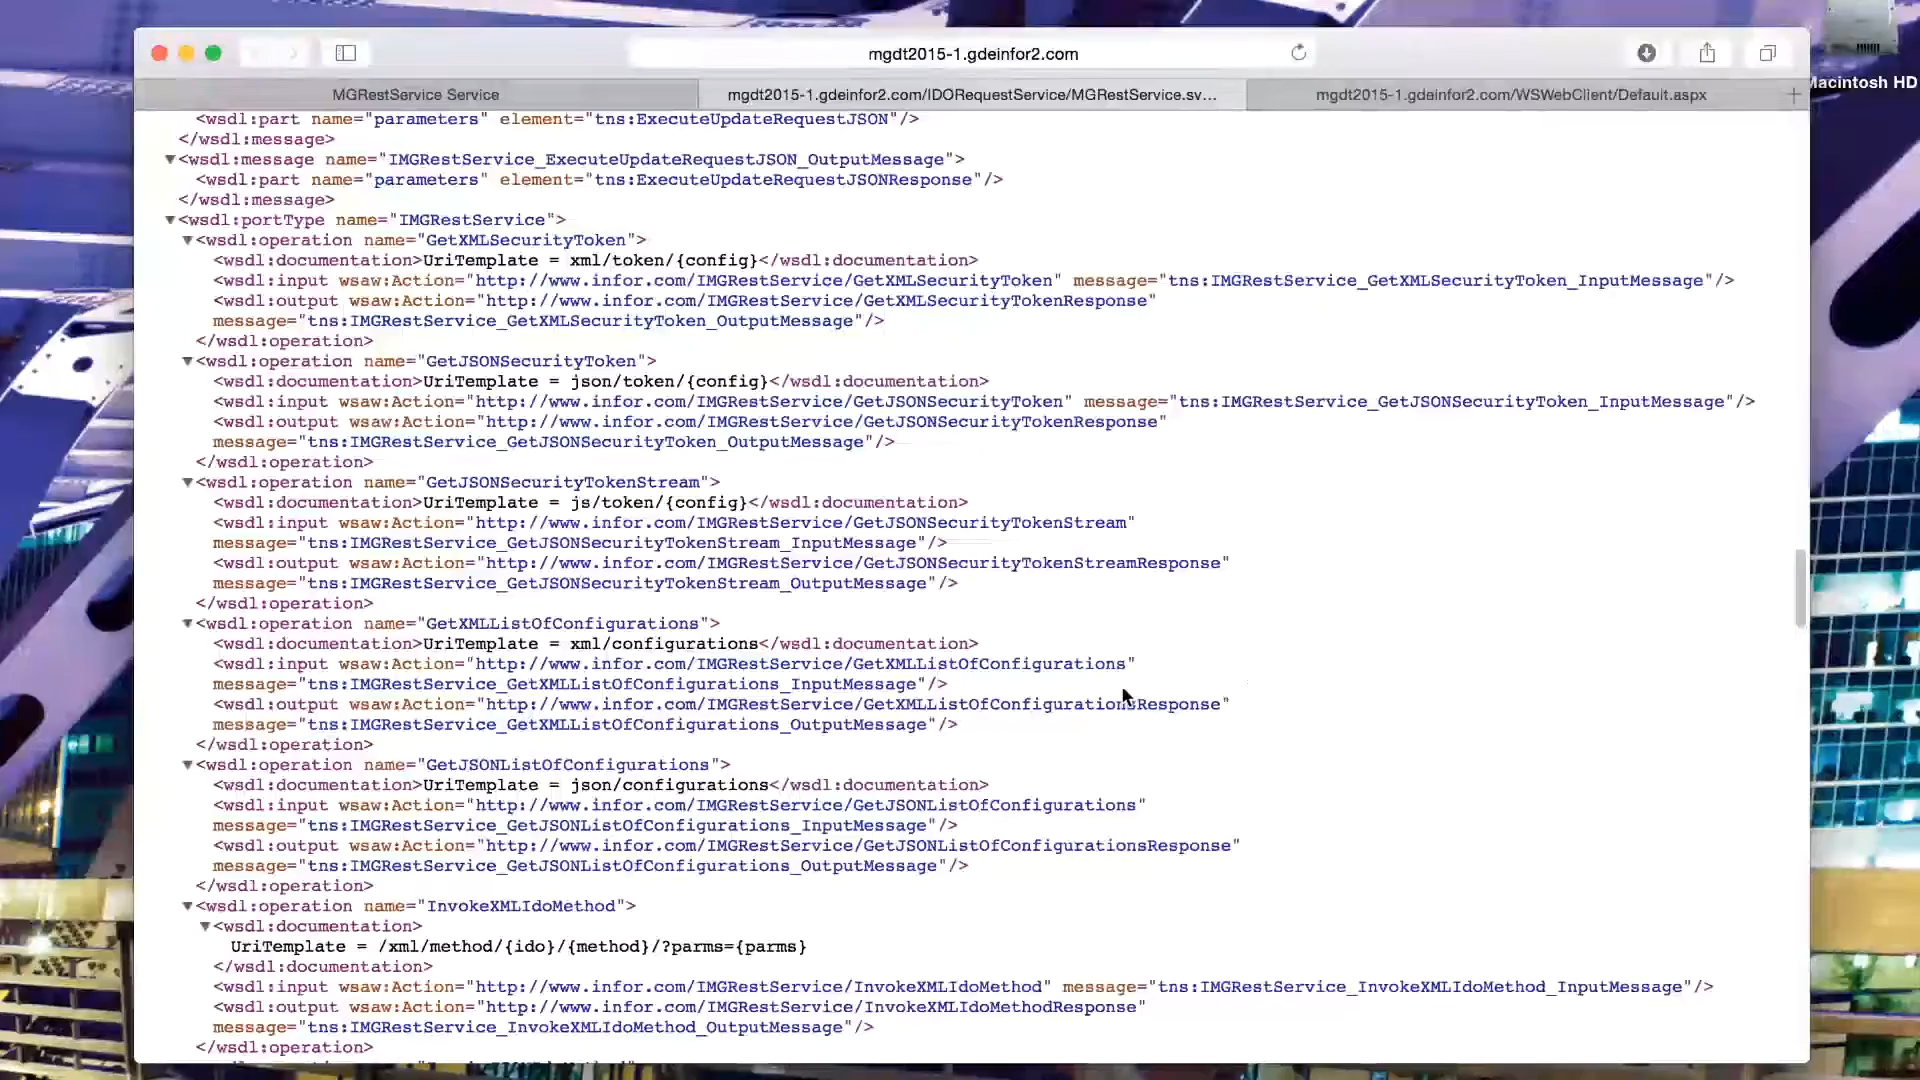 mgdt2015-1.gdeinfor2.com
Macintosh HD
MGRestService Service
mgdt2015-1.gdeinfor2.com/IDORequestService/MGRestService.sv...
mgdt2015-1.gdeinfor2.com/WSWebClient/Default.aspx
<wsdl:part name="parameters" element="tns:ExecuteUpdateRequestJSON"/>
</wsdl:message>
<wsdl:message name="IMGRestService_ExecuteUpdateRequestJSON_OutputMessage">
<wsdl:part name="parameters" element="tns:ExecuteUpdateRequestJSONResponse"/>
</wsdl:message>
<wsdl:portType name="IMGRestService">
<wsdl:operation name="GetXMLSecurityToken">
<wsdl:documentation>UriTemplate = xml/token/{config}</wsdl:documentation>
<wsdl:input wsaw:Action="http://www.infor.com/IMGRestService/GetXMLSecurityToken" message="tns:IMGRestService_GetXMLSecurityToken_InputMessage"/>
<wsdl:output wsaw:Action="http://www.infor.com/IMGRestService/GetXMLSecurityTokenResponse"
message="tns:IMGRestService_GetXMLSecurityToken_OutputMessage"/>
</wsdl:operation>
<wsdl:operation name="GetJSONSecurityToken">
<wsdl:documentation>UriTemplate = json/token/{config}</wsdl:documentation>
<wsdl:input wsaw:Action="http://www.infor.com/IMGRestService/GetJSONSecurityToken" message="tns:IMGRestService_GetJSONSecurityToken_InputMessage"/>
<wsdl:output wsaw:Action="http://www.infor.com/IMGRestService/GetJSONSecurityTokenResponse"
message="tns:IMGRestService_GetJSONSecurityToken_OutputMessage"/>
</wsdl:operation>
<wsdl:operation name="GetJSONSecurityTokenStream">
<wsdl:documentation>UriTemplate = js/token/{config}</wsdl:documentation>
<wsdl:input wsaw:Action="http://www.infor.com/IMGRestService/GetJSONSecurityTokenStream"
message="tns:IMGRestService_GetJSONSecurityTokenStream_InputMessage"/>
<wsdl:output wsaw:Action="http://www.infor.com/IMGRestService/GetJSONSecurityTokenStreamResponse"
message="tns:IMGRestService_GetJSONSecurityTokenStream_OutputMessage"/>
</wsdl:operation>
<wsdl:operation name="GetXMLListOfConfigurations">
<wsdl:documentation>UriTemplate = xml/configurations</wsdl:documentation>
<wsdl:input wsaw:Action="http://www.infor.com/IMGRestService/GetXMLListOfConfigurations"
message="tns:IMGRestService_GetXMLListOfConfigurations_InputMessage"/>
<wsdl:output wsaw:Action="http://www.infor.com/IMGRestService/GetXMLListOfConfigurationsResponse"
message="tns:IMGRestService_GetXMLListOfConfigurations_OutputMessage"/>
</wsdl:operation>
<wsdl:operation name="GetJSONListOfConfigurations">
<wsdl:documentation>UriTemplate = json/configurations</wsdl:documentation>
<wsdl:input wsaw:Action="http://www.infor.com/IMGRestService/GetJSONListOfConfigurations"
message="tns:IMGRestService_GetJSONListOfConfigurations_InputMessage"/>
<wsdl:output wsaw:Action="http://www.infor.com/IMGRestService/GetJSONListOfConfigurationsResponse"
message="tns:IMGRestService_GetJSONListOfConfigurations_OutputMessage"/>
</wsdl:operation>
<wsdl:operation name="InvokeXMLIdoMethod">
<wsdl:documentation>
UriTemplate = /xml/method/{ido}/{method}/?parms={parms}
</wsdl:documentation>
<wsdl:input wsaw:Action="http://www.infor.com/IMGRestService/InvokeXMLIdoMethod" message="tns:IMGRestService_InvokeXMLIdoMethod_InputMessage"/>
<wsdl:output wsaw:Action="http://www.infor.com/IMGRestService/InvokeXMLIdoMethodResponse"
message="tns:IMGRestService_InvokeXMLIdoMethod_OutputMessage"/>
</wsdl:operation>